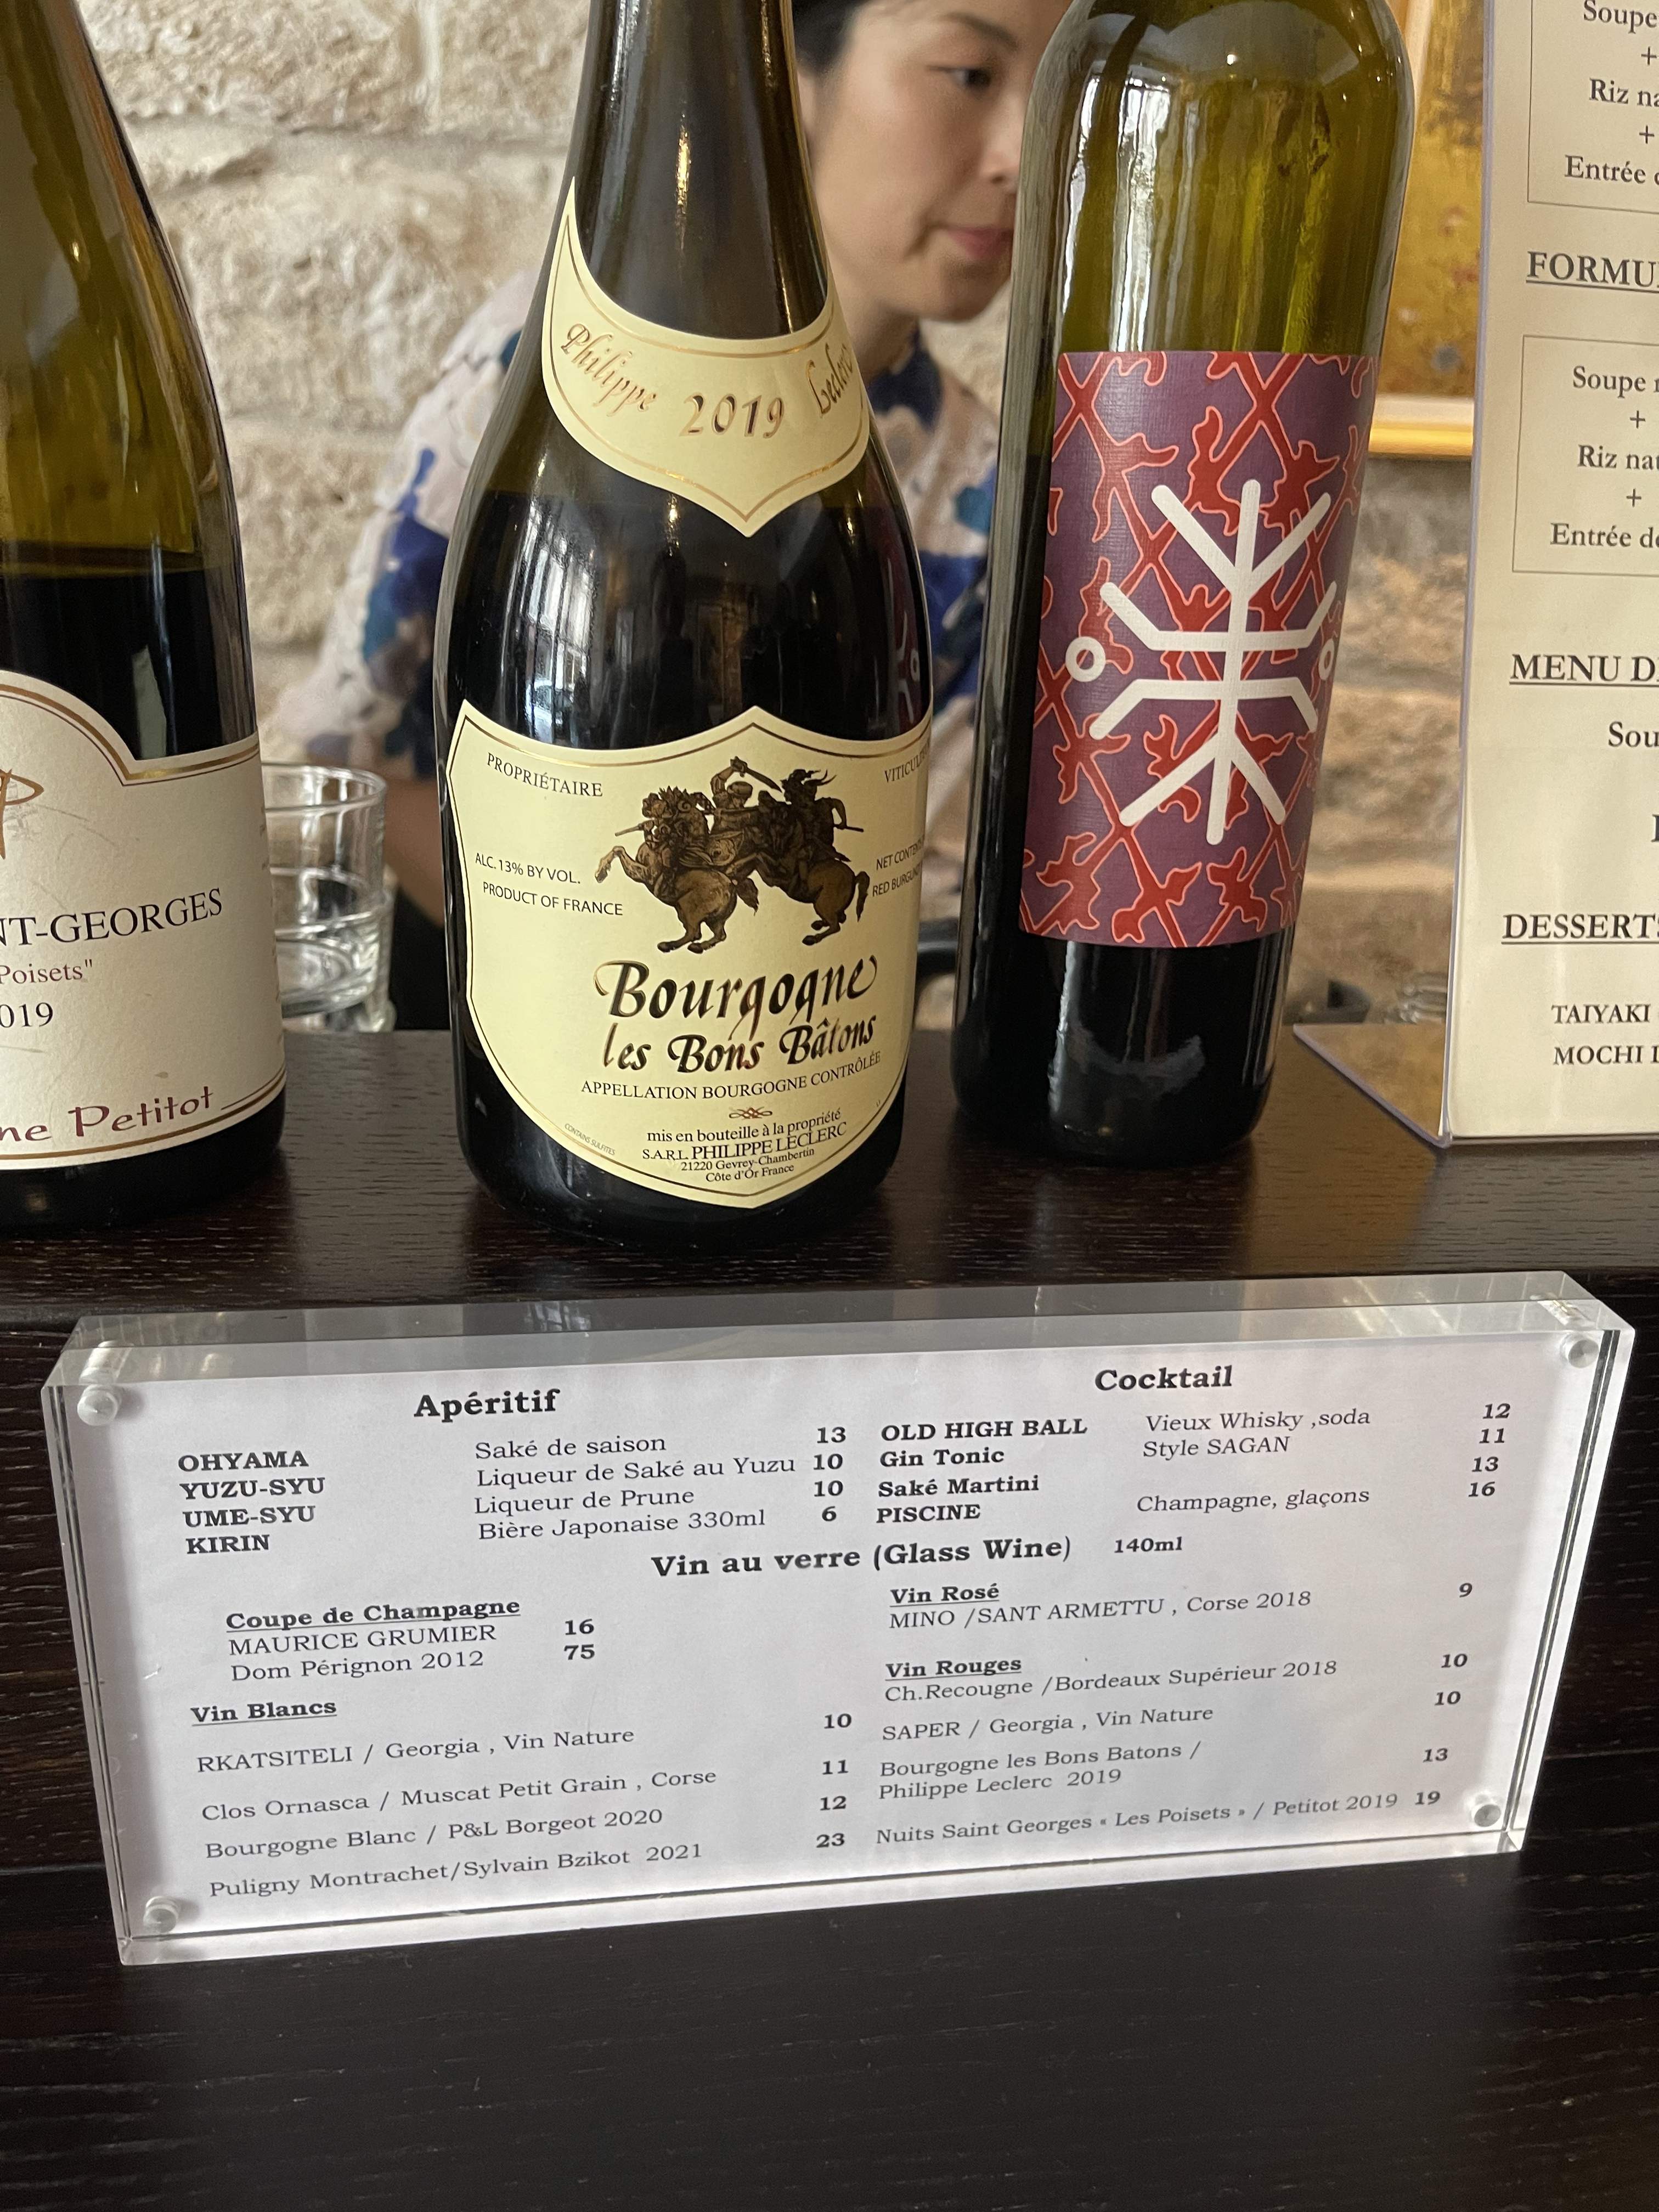 NT-GEORGES
Poisets"
019
ne Petitot
Philippe 2019 Leclerc
PROPRIÉTAIRE
ALC. 13% BY VOL.
PRODUCT OF FRANCE
NET
RED
Bourgogne
les Bons Bâtons
APPELLATION BOURGOGNE CONTRÔLÉE
CONTAINS SULFITES
mis en bouteille à la propriété
S.A.R.L. PHILIPPE LECLERC
21220 Gevrey-Chambertin
Côte d'Or France
Soupe
+
Riz na
+
Entrée d
FORMU
Soupe
+
Riz nat
+
Entrée de
MENU D
Sou
DESSERTS
TAIYAKI
MOCHI
Apéritif
OHYAMA Saké de saison 13
YUZU-SYU Liqueur de Saké au Yuzu 10
UME-SYU Liqueur de Prune 10
KIRIN Bière Japonaise 330ml 6
Cocktail
OLD HIGH BALL Vieux Whisky ,soda 12
Gin Tonic Style SAGAN 11
Saké Martini 13
PISCINE Champagne, glaçons 16
Vin au verre (Glass Wine) 140ml
Coupe de Champagne
MAURICE GRUMIER 16
Dom Pérignon 2012 75
Vin Blancs
RKATSITELI / Georgia , Vin Nature 10
Clos Ornasca / Muscat Petit Grain , Corse 11
Bourgogne Blanc / P&L Borgeot 2020 12
Puligny Montrachet/Sylvain Bzikot 2021 23
Vin Rosé
MINO /SANT ARMETTU , Corse 2018 9
Vin Rouges
Ch.Recougne /Bordeaux Supérieur 2018 10
SAPER / Georgia , Vin Nature 10
Bourgogne les Bons Batons /
Philippe Leclerc 2019 13
Nuits Saint Georges « Les Poisets » / Petitot 2019 19